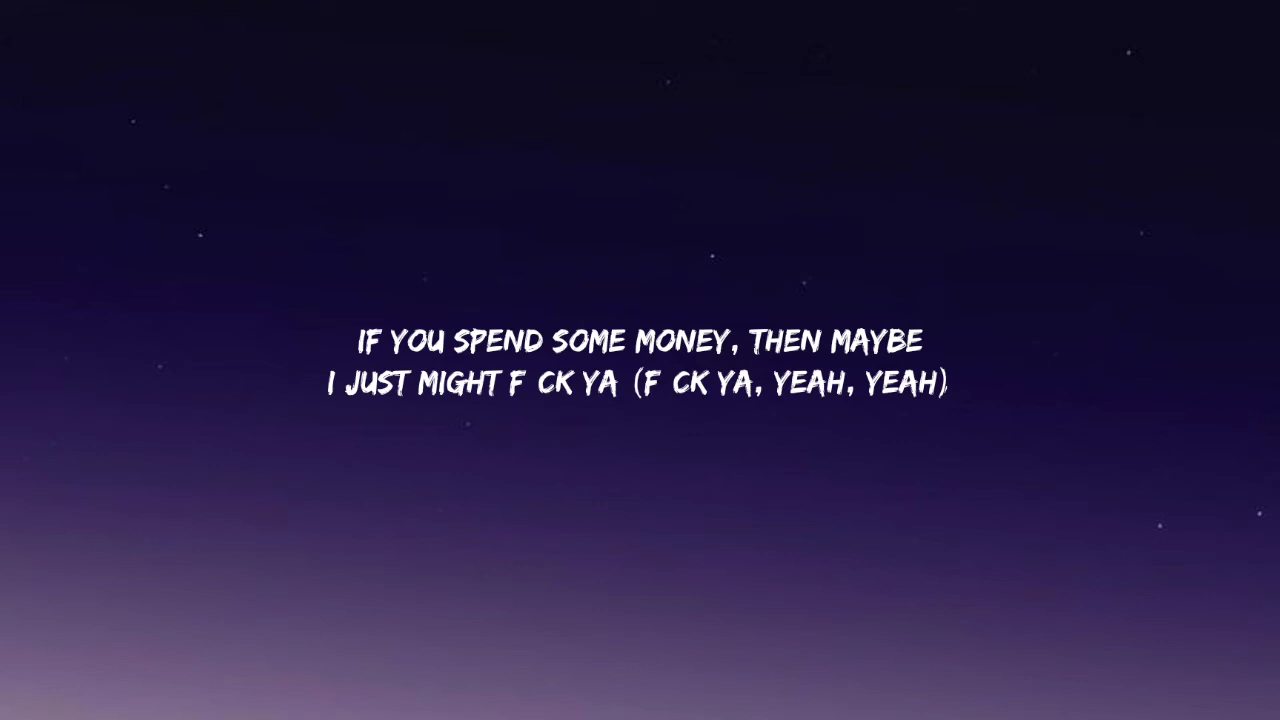 IF YOU SPEND SOME MONEY, THEN MAYBE
I JUST MIGHT F CK YA (F CK YA, YEAH, YEAH)